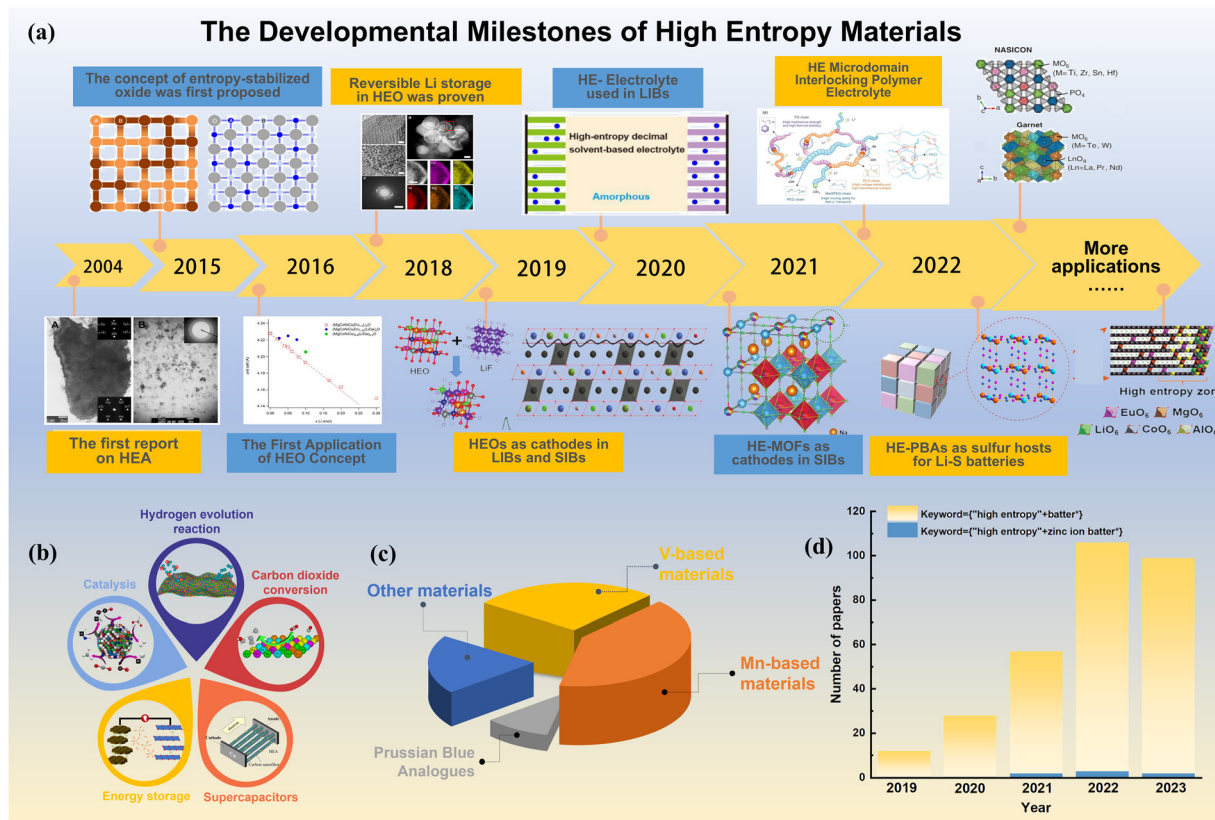 (a)
The Developmental Milestones of High Entropy Materials
The concept of entropy-stabilized
oxide was first proposed
Reversible Li storage
in HEO was proven
HE- Electrolyte
used in LIBs
HE Microdomain
Interlocking Polymer
Electrolyte
NASICON
MO6
(M= Ti, Zr, Sn, Hf)
PO4
Garnet
MO6
(M= Te, W)
LnO8
(Ln=La, Pr, Nd)
High-entropy decimal
solvent-based electrolyte
Amorphous
2004
2015
2016
2018
2019
2020
2021
2022
More
applications
......
A
B
HEO
+
LiF
Na
High entropy zon
EuO6
MgO6
LiO6
CoO6
AlO
The first report
on HEA
The First Application
of HEO Concept
HEOs as cathodes in
LIBs and SIBs
HE-MOFs as
cathodes in SIBs
HE-PBAs as sulfur hosts
for Li-S batteries
(b)
Hydrogen evolution
reaction
Catalysis
Carbon dioxide
conversion
Energy storage
Supercapacitors
Anode
Cathode
HEA
Carbon nanofiber
(c)
V-based
materials
Other materials
Mn-based
materials
Prussian Blue
Analogues
(d)
Keyword={"high entropy"+batter*}
Keyword={"high entropy"+zinc ion batter*}
Number of papers
120
100
80
60
40
20
0
2019
2020
2021
2022
2023
Year